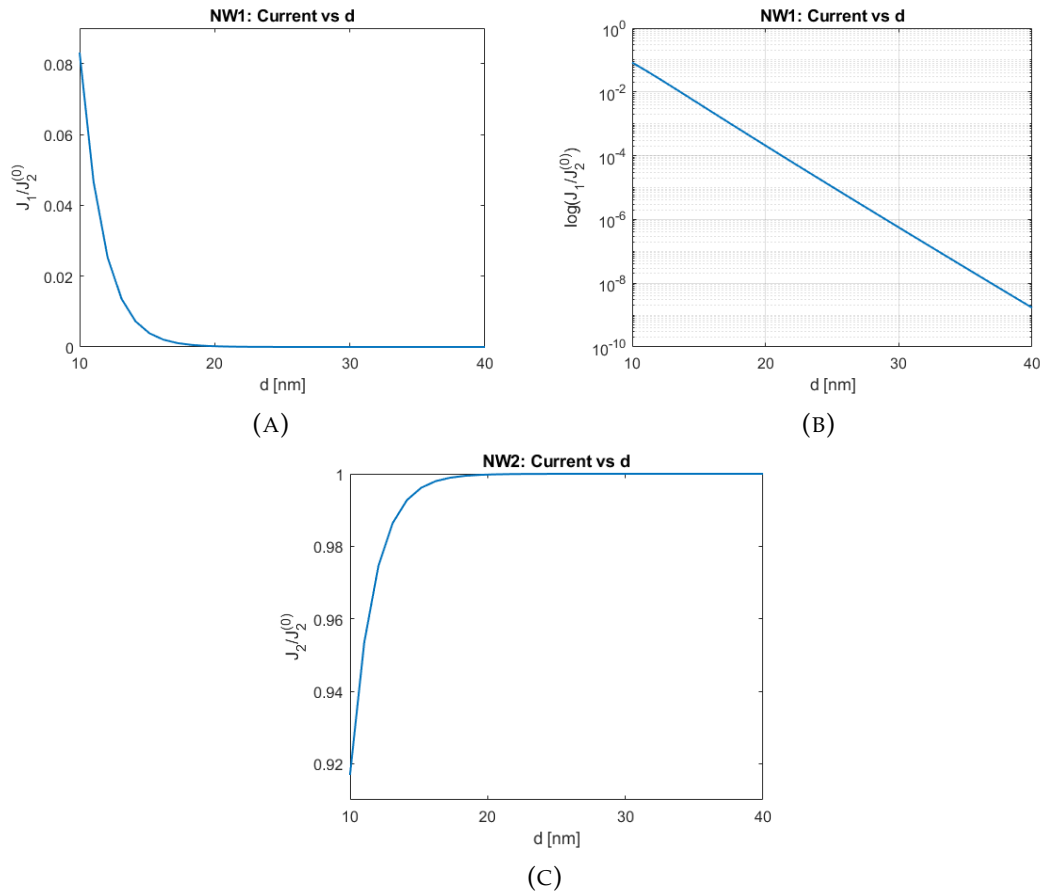 NW1: Current vs d
0.08
0.06
0.04
0.02
0
J₁/J₂⁽⁰⁾
10
20
30
40
d [nm]
(A)
NW1: Current vs d
10⁰
10⁻²
10⁻⁴
10⁻⁶
10⁻⁸
10⁻¹⁰
log(J₁/J₂⁽⁰⁾)
10
20
30
40
d [nm]
(B)
NW2: Current vs d
1
0.98
0.96
0.94
0.92
J₂/J₂⁽⁰⁾
10
20
30
40
d [nm]
(C)